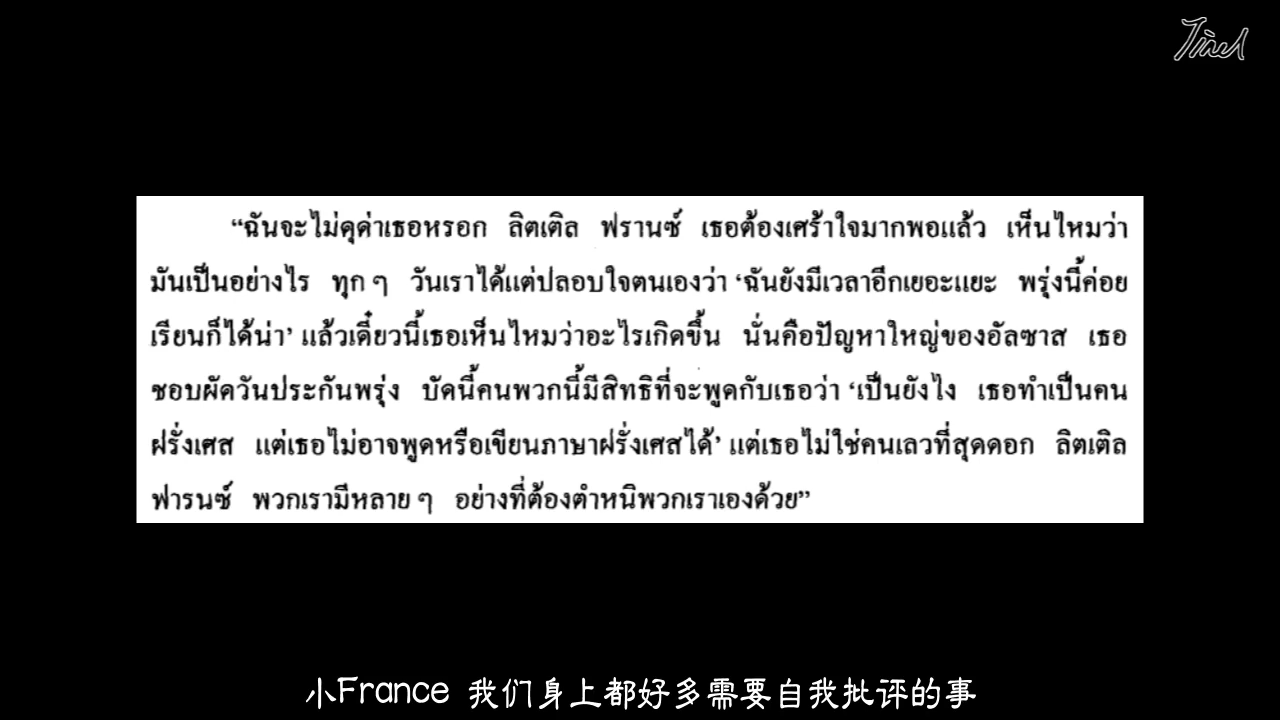 “ฉันจะไม่ดุด่าเธอหรอก ลิตเติล ฟรานซ์ เธอต้องเศร้าใจมากพอแล้ว เห็นไหมว่า
มันเป็นอย่างไร ทุก ๆ วันเราได้แต่ปลอบใจตนเองว่า ‘ฉันยังมีเวลาอีกเยอะแยะ พรุ่งนี้ค่อย
เรียนก็ได้น่า’ แล้วเดี๋ยวนี้เธอเห็นไหมว่าอะไรเกิดขึ้น นั่นคือปัญหาใหญ่ของอัลซาส เธอ
ชอบผัดวันประกันพรุ่ง บัดนี้คนพวกนี้มีสิทธิที่จะพูดกับเธอว่า ‘เป็นยังไง เธอทำเป็นคน
ฝรั่งเศส แต่เธอไม่อาจพูดหรือเขียนภาษาฝรั่งเศสได้’ แต่เธอไม่ใช่คนเลวที่สุดดอก ลิตเติล
ฟารนซ์ พวกเรามีหลาย ๆ อย่างที่ต้องตำหนิพวกเราเองด้วย”
小France 我们身上都好多需要自我批评的事